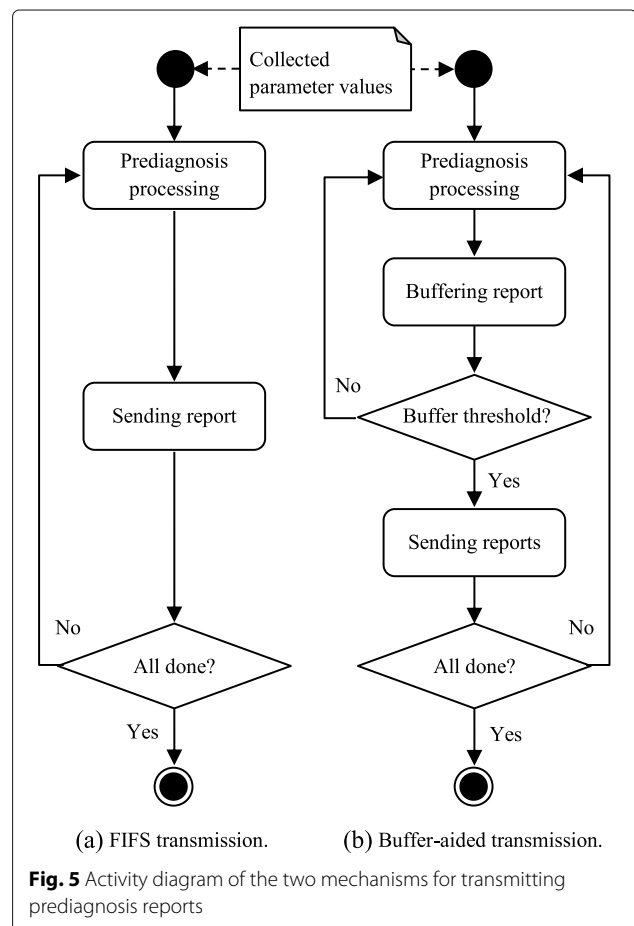 Collected
parameter values
Prediagnosis
processing
Sending report
No
All done?
Yes
(a) FIFS transmission.
Prediagnosis
processing
Buffering report
No
Buffer threshold?
Yes
Sending reports
No
All done?
Yes
(b) Buffer-aided transmission.
Fig. 5 Activity diagram of the two mechanisms for transmitting
prediagnosis reports